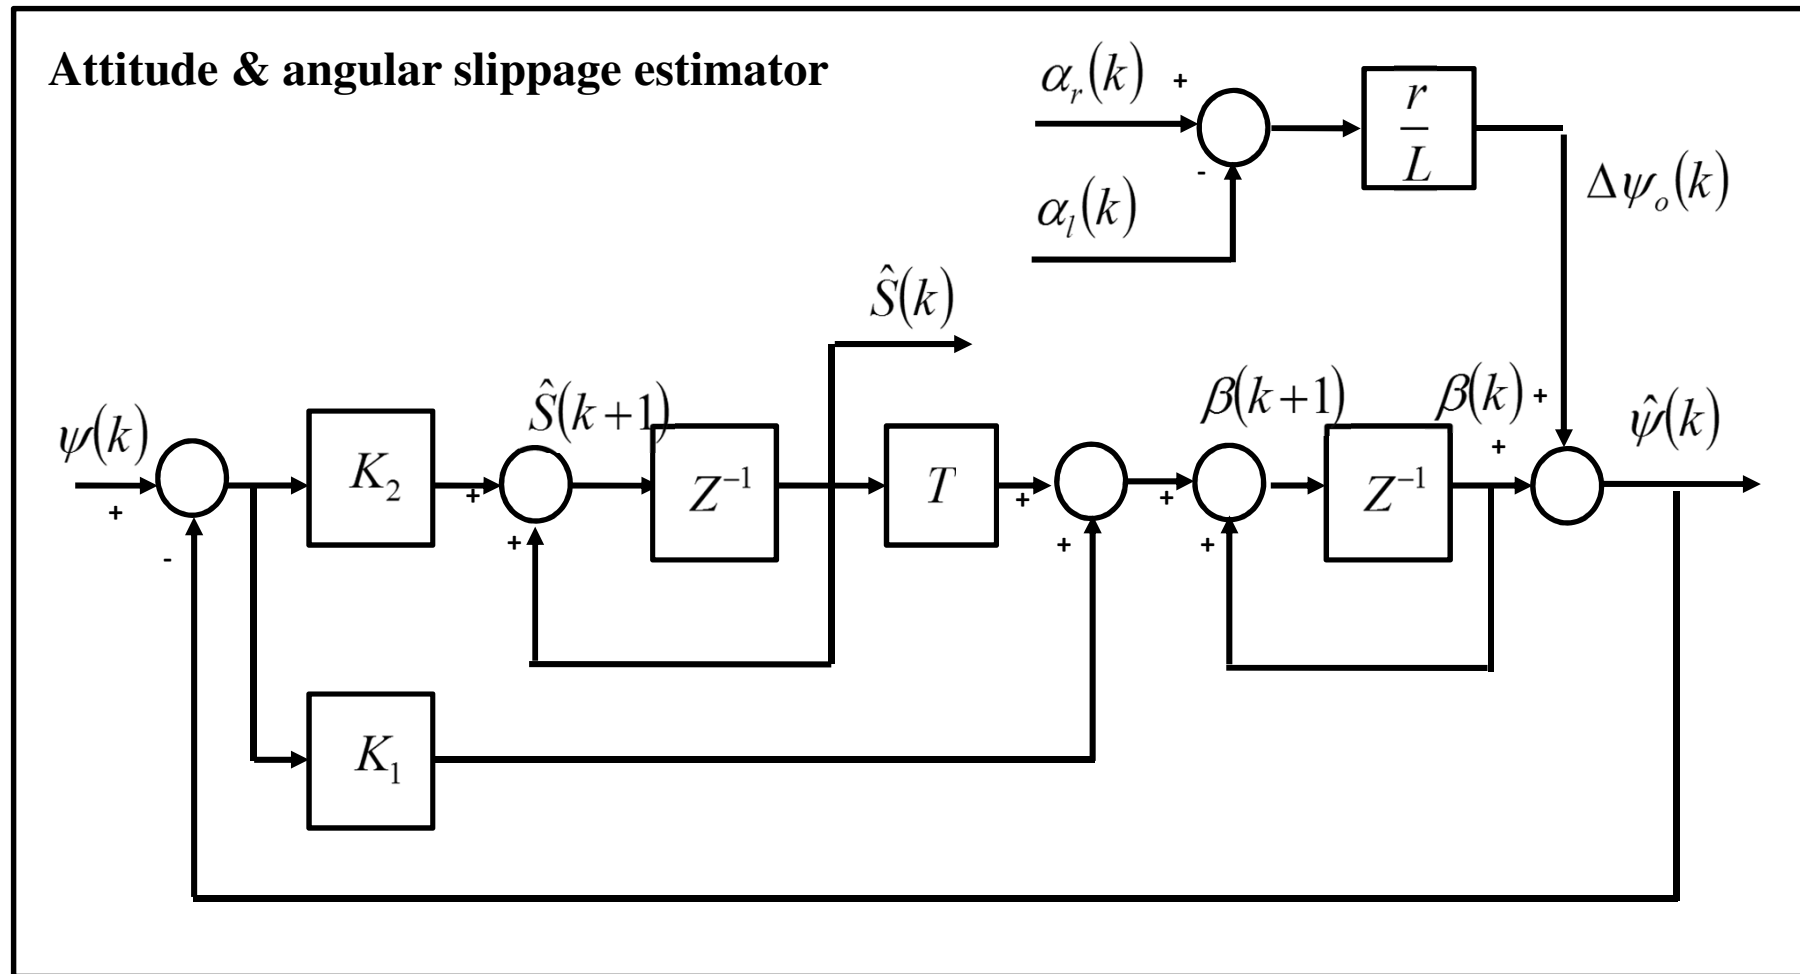 Attitude & angular slippage estimator
α_r(k)
+
r
L
-
Δψ_o(k)
α_l(k)
Ŝ(k)
ψ(k)
+
-
K_2
+
Ŝ(k+1)
+
Z^{-1}
T
+
+
+
β(k+1)
+
Z^{-1}
β(k)
+
+
ψ̂(k)
K_1